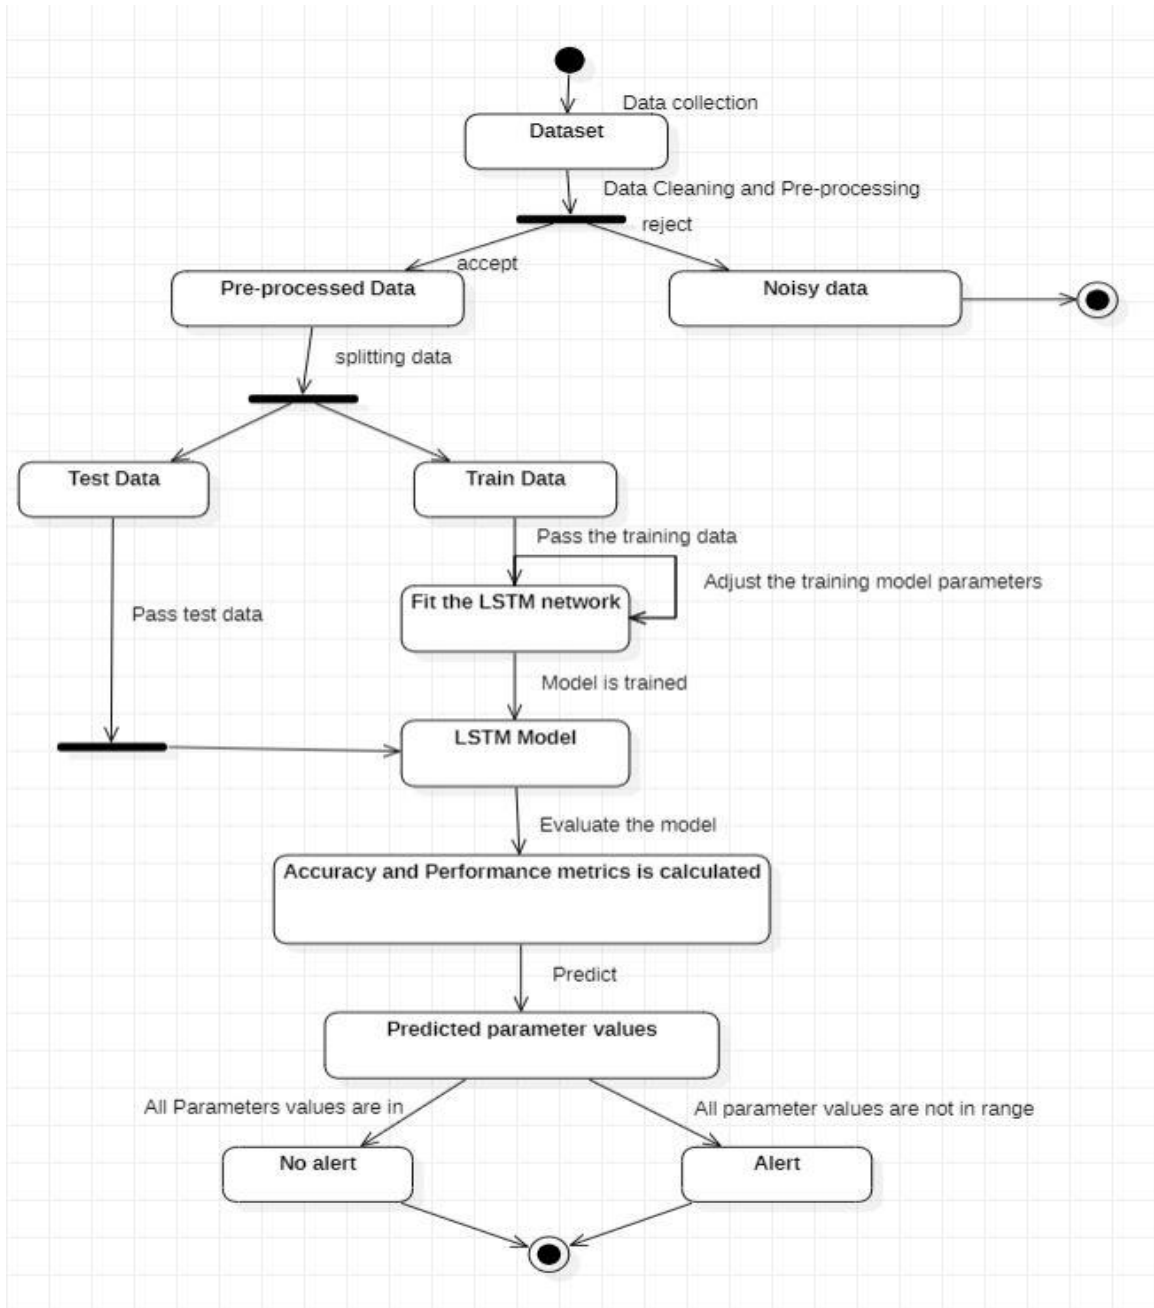 Data collection
Dataset
Data Cleaning and Pre-processing
reject
accept
Pre-processed Data
Noisy data
splitting data
Test Data
Train Data
Pass the training data
Adjust the training model parameters
Fit the LSTM network
Pass test data
Model is trained
LSTM Model
Evaluate the model
Accuracy and Performance metrics is calculated
Predict
Predicted parameter values
All Parameters values are in
All parameter values are not in range
No alert
Alert